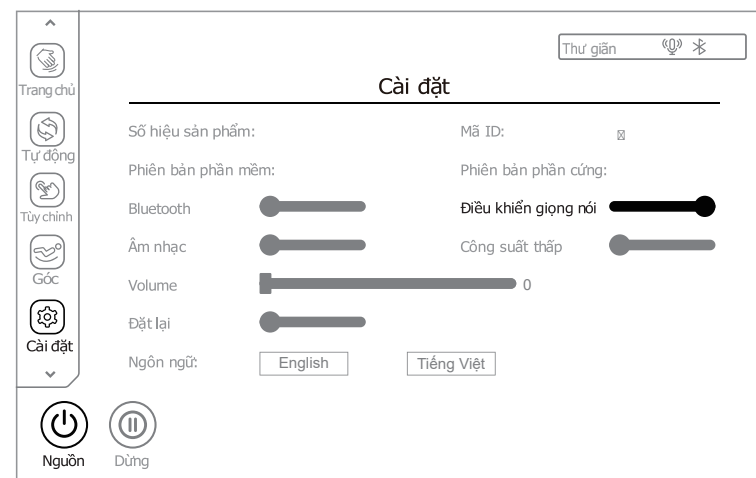 Thư giãn
Trang chủ
Tự động
Tùy chỉnh
Góc
Cài đặt
Cài đặt
Số hiệu sản phẩm:
Mã ID:
Phiên bản phần mềm:
Phiên bản phần cứng:
Bluetooth
Điều khiển giọng nói
Âm nhạc
Công suất thấp
Volume
0
Đặt lại
Ngôn ngữ:
English
Tiếng Việt
Nguồn
Dừng